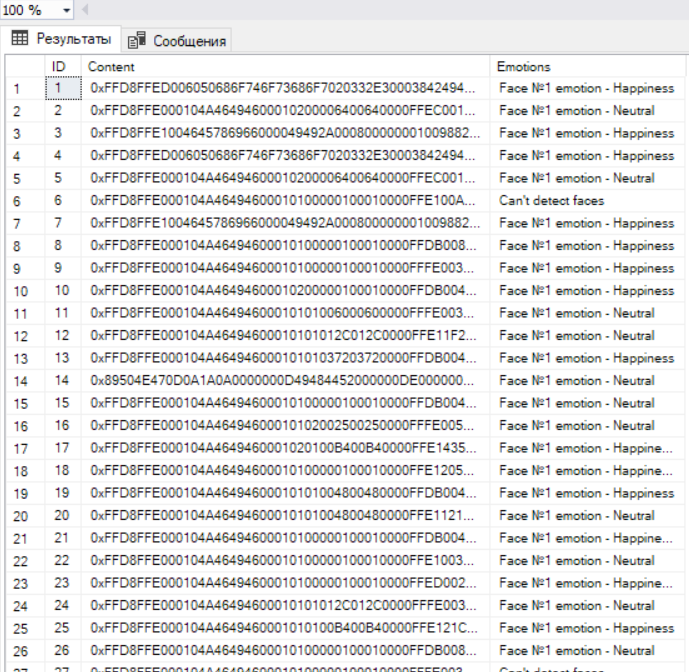 100 %
Результаты Сообщения
ID Content Emotions
1 1 0xFFD8FFED006050686F746F73686F7020332E30003842494... Face №1 emotion - Happiness
2 2 0xFFD8FFE000104A46494600010200006400640000FFEC001... Face №1 emotion - Neutral
3 3 0xFFD8FFE1004645786966000049492A000800000001009882... Face №1 emotion - Happiness
4 4 0xFFD8FFED006050686F746F73686F7020332E30003842494... Face №1 emotion - Happiness
5 5 0xFFD8FFE000104A46494600010200006400640000FFEC001... Face №1 emotion - Neutral
6 6 0xFFD8FFE000104A46494600010100000100010000FFE100A... Can't detect faces
7 7 0xFFD8FFE1004645786966000049492A000800000001009882... Face №1 emotion - Happiness
8 8 0xFFD8FFE000104A46494600010100000100010000FFDB008... Face №1 emotion - Happiness
9 9 0xFFD8FFE000104A46494600010100000100010000FFFE003... Face №1 emotion - Happiness
10 10 0xFFD8FFE000104A46494600010200000100010000FFDB004... Face №1 emotion - Happiness
11 11 0xFFD8FFE000104A46494600010101006000600000FFFE003... Face №1 emotion - Neutral
12 12 0xFFD8FFE000104A46494600010101012C012C0000FFE11F2... Face №1 emotion - Neutral
13 13 0xFFD8FFE000104A46494600010101037203720000FFDB004... Face №1 emotion - Happiness
14 14 0x89504E470D0A1A0A0000000D49484452000000DE000000... Face №1 emotion - Neutral
15 15 0xFFD8FFE000104A46494600010100000100010000FFDB004... Face №1 emotion - Neutral
16 16 0xFFD8FFE000104A46494600010102002500250000FFFE005... Face №1 emotion - Neutral
17 17 0xFFD8FFE000104A4649460001020100B400B40000FFE1435... Face №1 emotion - Happine...
18 18 0xFFD8FFE000104A46494600010100000100010000FFE1205... Face №1 emotion - Happine...
19 19 0xFFD8FFE000104A46494600010101004800480000FFDB004... Face №1 emotion - Happiness
20 20 0xFFD8FFE000104A46494600010101004800480000FFE1121... Face №1 emotion - Neutral
21 21 0xFFD8FFE000104A46494600010100000100010000FFDB004... Face №1 emotion - Happine...
22 22 0xFFD8FFE000104A46494600010100000100010000FFE1003... Face №1 emotion - Neutral
23 23 0xFFD8FFE000104A46494600010100000100010000FFED002... Face №1 emotion - Happine...
24 24 0xFFD8FFE000104A46494600010101012C012C0000FFFE003... Face №1 emotion - Neutral
25 25 0xFFD8FFE000104A46494600010100B400B40000FFE121C... Face №1 emotion - Happiness
26 26 0xFFD8FFE000104A46494600010100000100010000FFDB008... Face №1 emotion - Neutral
27 27 0xFFD8FFE000104A46494600010100000100010000FFFE003... Can't detect faces